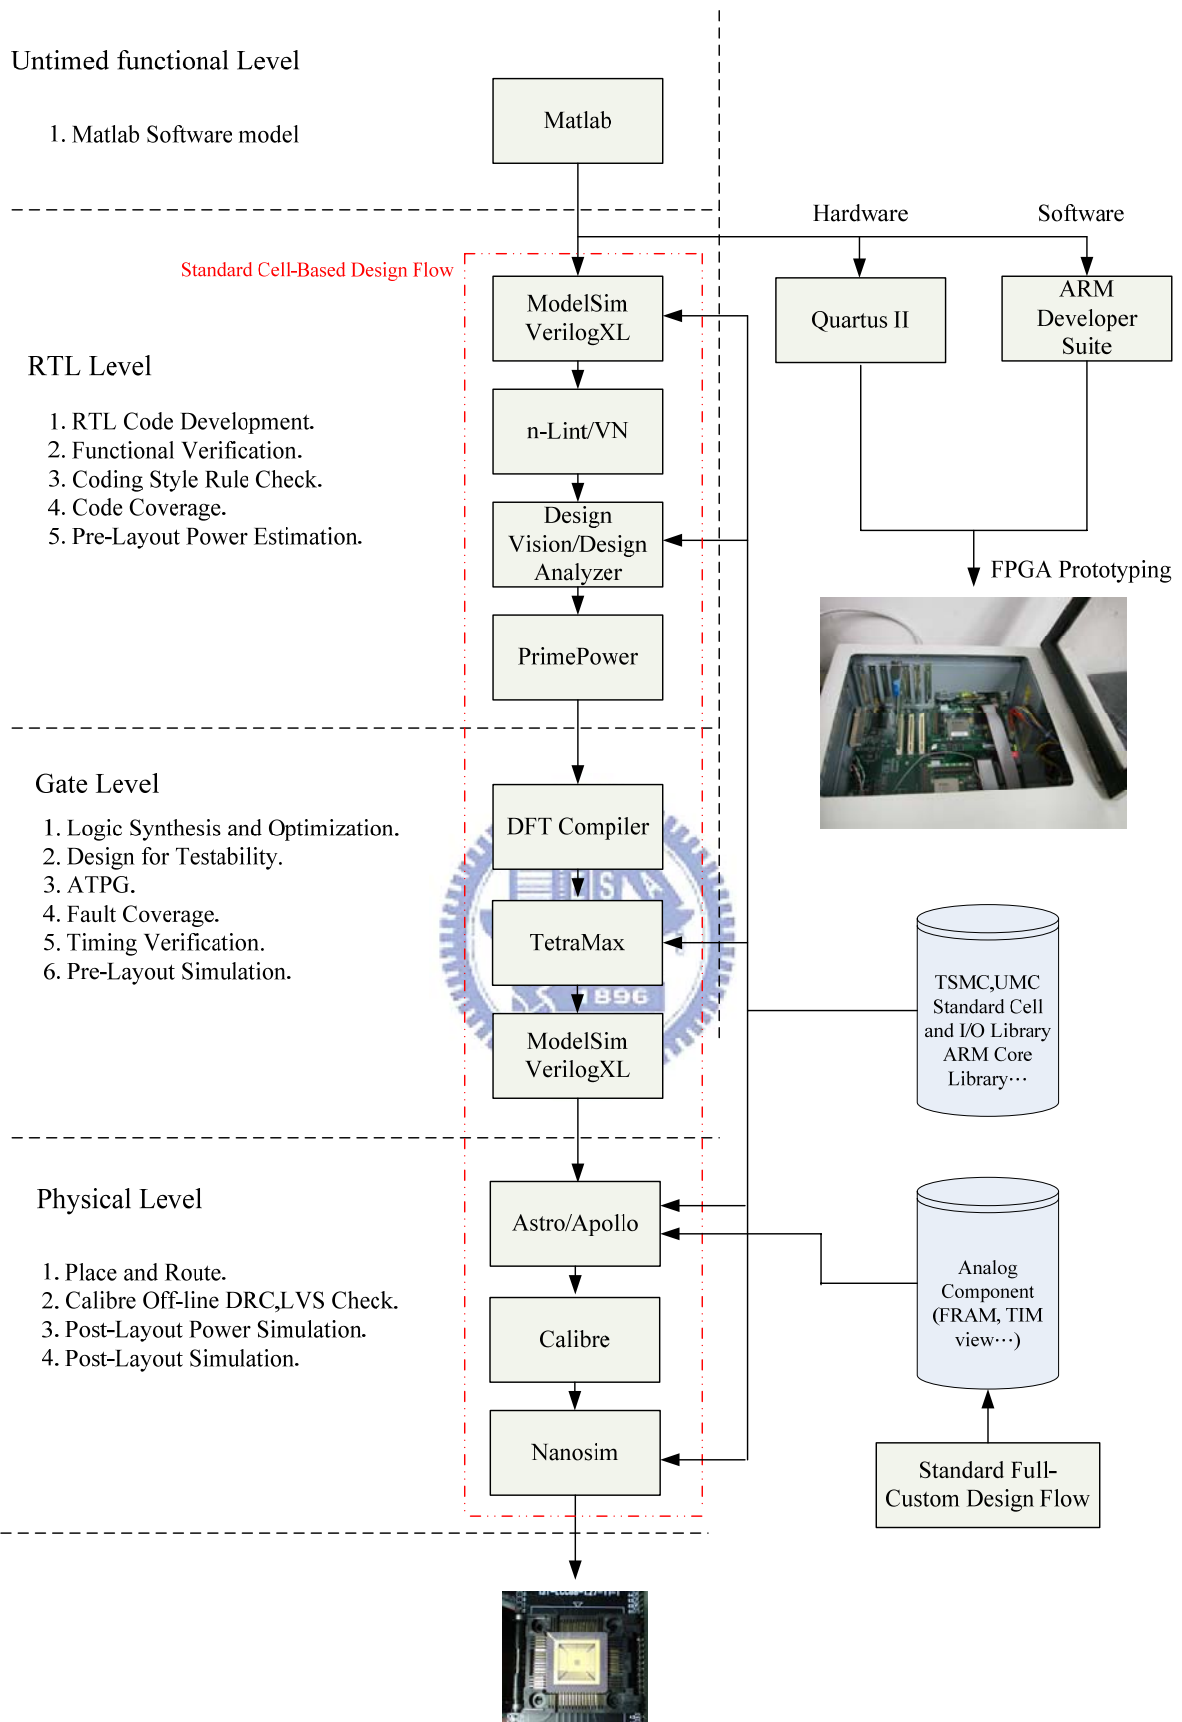 Untimed functional Level
1. Matlab Software model
Matlab
Hardware
Software
Standard Cell-Based Design Flow
ModelSim
VerilogXL
Quartus II
ARM
Developer
Suite
RTL Level
1. RTL Code Development.
2. Functional Verification.
3. Coding Style Rule Check.
4. Code Coverage.
5. Pre-Layout Power Estimation.
n-Lint/VN
Design
Vision/Design
Analyzer
PrimePower
FPGA Prototyping
Gate Level
1. Logic Synthesis and Optimization.
2. Design for Testability.
3. ATPG.
4. Fault Coverage.
5. Timing Verification.
6. Pre-Layout Simulation.
DFT Compiler
TetraMax
1896
ModelSim
VerilogXL
TSMC,UMC
Standard Cell
and I/O Library
ARM Core
Library…
Physical Level
1. Place and Route.
2. Calibre Off-line DRC,LVS Check.
3. Post-Layout Power Simulation.
4. Post-Layout Simulation.
Astro/Apollo
Calibre
Nanosim
Analog
Component
(FRAM, TIM
view…)
Standard Full-
Custom Design Flow